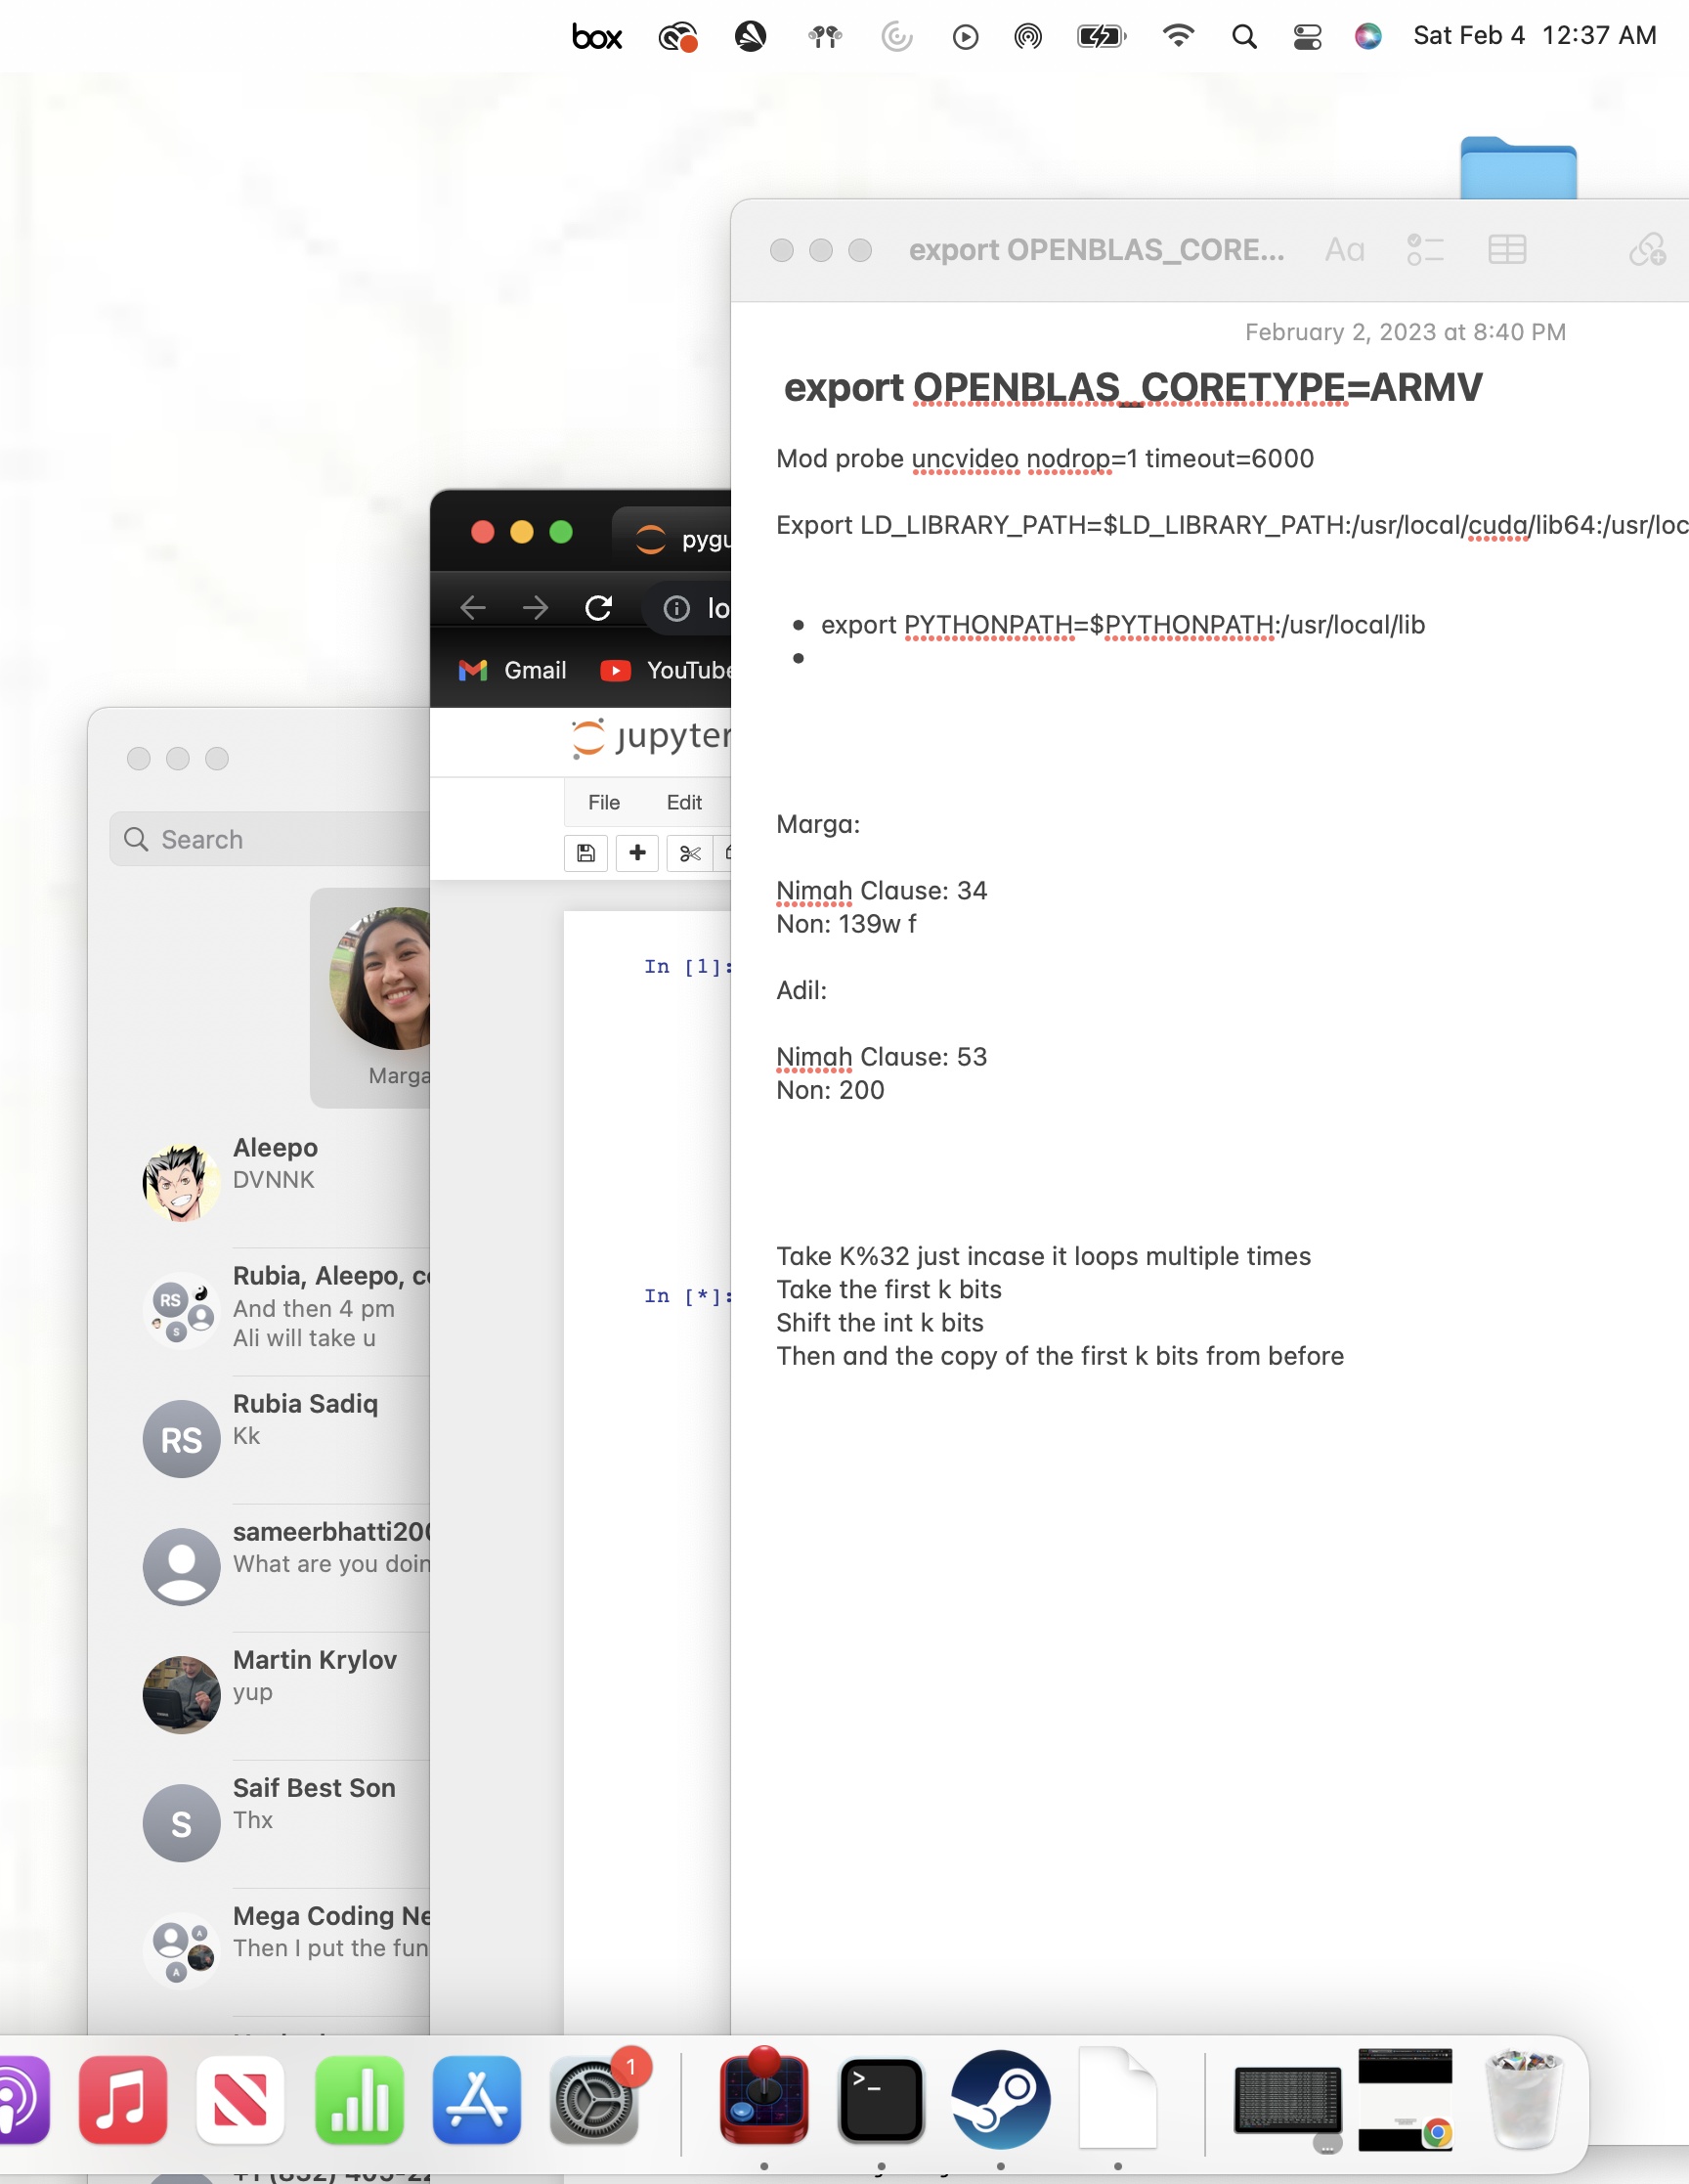 box
Sat Feb 4 12:37 AM
export OPENBLAS_CORE...
Aa
February 2, 2023 at 8:40 PM
export OPENBLAS_CORETYPE=ARMV
Mod probe uncvideo nodrop=1 timeout=6000
Export LD_LIBRARY_PATH=$LD_LIBRARY_PATH:/usr/local/cuda/lib64:/usr/loc
• export PYTHONPATH=$PYTHONPATH:/usr/local/lib
•
Marga:
Nimah Clause: 34
Non: 139w f
Adil:
Nimah Clause: 53
Non: 200
Take K%32 just incase it loops multiple times
Take the first k bits
Shift the int k bits
Then and the copy of the first k bits from before
pygu
lo
Gmail
YouTube
jupyter
File Edit
In [1]:
In [*]:
Search
Marga
Aleepo
DVNNK
Rubia, Aleepo, c
RS
S
And then 4 pm
Ali will take u
Rubia Sadiq
RS
Kk
sameerbhatti200
What are you doin
Martin Krylov
yup
Saif Best Son
S
Thx
Mega Coding Ne
A
A
Then I put the fun
1
>_